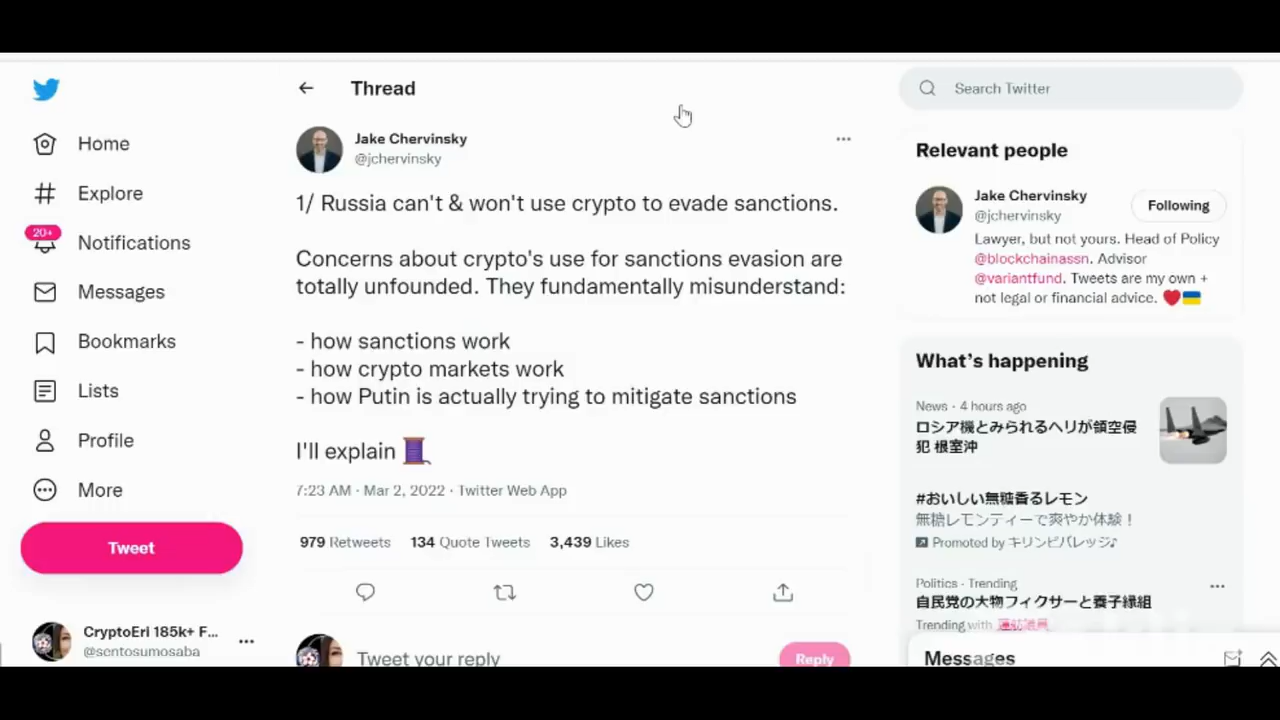 Thread
Search Twitter
Home
Explore
20+
Notifications
Messages
Bookmarks
Lists
Profile
More
Tweet
CryptoEri 185k+ F...
@sentosumosaba
Jake Chervinsky
@jchervinsky
1/ Russia can't & won't use crypto to evade sanctions.
Concerns about crypto's use for sanctions evasion are
totally unfounded. They fundamentally misunderstand:
- how sanctions work
- how crypto markets work
- how Putin is actually trying to mitigate sanctions
I'll explain 🧵
7:23 AM · Mar 2, 2022 · Twitter Web App
979 Retweets 134 Quote Tweets 3,439 Likes
Tweet your reply
Reply
Relevant people
Jake Chervinsky
@jchervinsky
Following
Lawyer, but not yours. Head of Policy
@blockchainassn. Advisor
@variantfund. Tweets are my own +
not legal or financial advice. ❤️🇺🇦
What's happening
News · 4 hours ago
ロシア機とみられるヘリが領空侵
犯 根室沖
#おいしい無糖香るレモン
無糖レモンティーで爽やか体験！
Promoted by キリンビバレッジ♪
Politics · Trending
自民党の大物フィクサーと養子縁組
Trending with
Messages